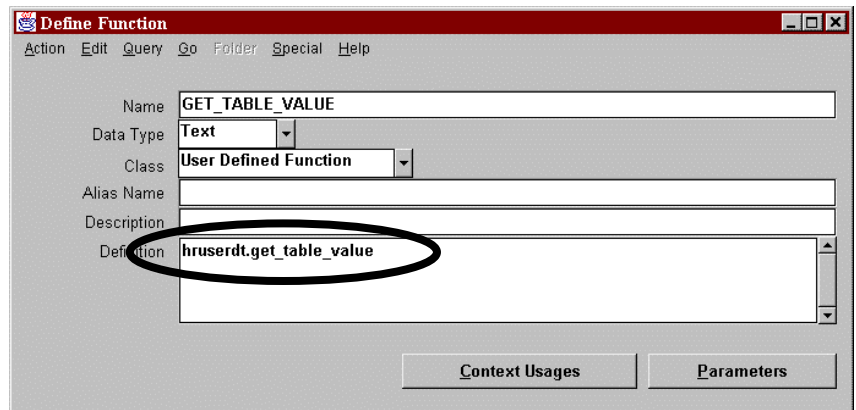 Define Function
Action Edit Query Go Folder Special Help
Name GET_TABLE_VALUE
Data Type Text
Class User Defined Function
Alias Name
Description
Definition hruserdt.get_table_value
Context Usages Parameters